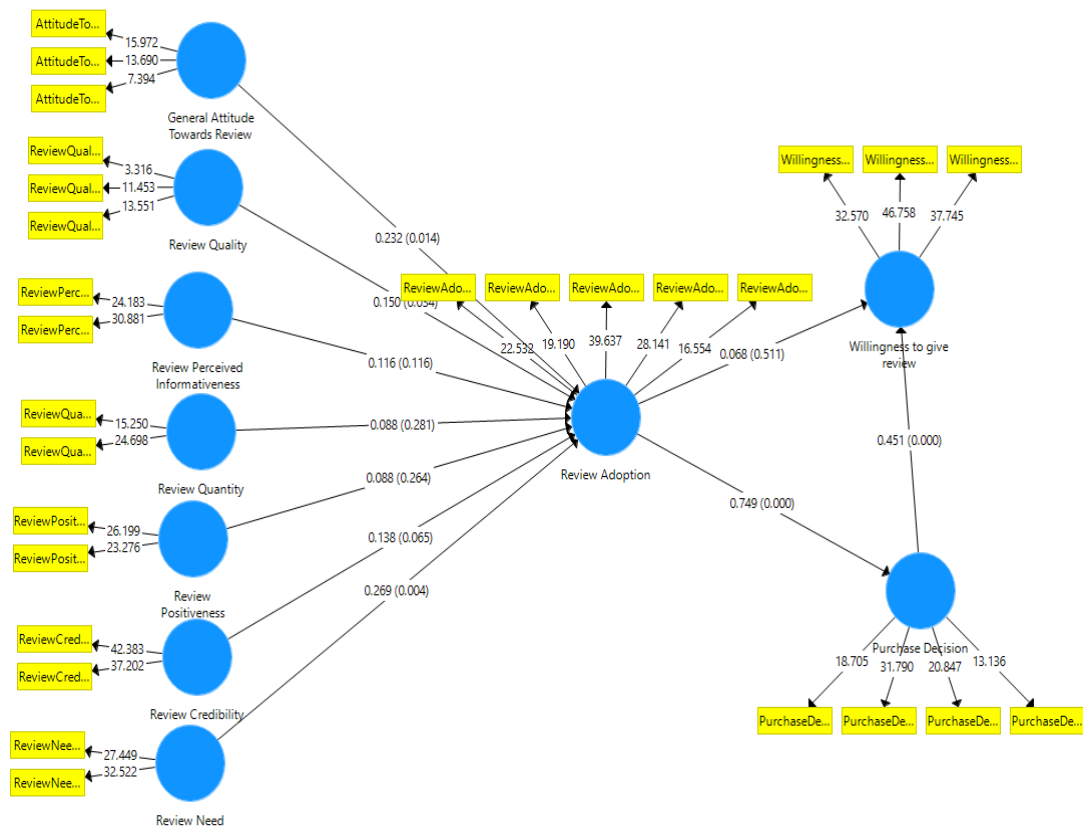 AttitudeTo...
15.972
AttitudeTo...
13.690
AttitudeTo...
7.394
General Attitude
Towards Review
ReviewQual...
3.316
ReviewQual...
11.453
ReviewQual...
13.551
Review Quality
ReviewPerc...
24.183
ReviewPerc...
30.881
Review Perceived
Informativeness
ReviewQua...
15.250
ReviewQua...
24.698
Review Quantity
ReviewPosit...
26.199
ReviewPosit...
23.276
Review
Positiveness
ReviewCred...
42.383
ReviewCred...
37.202
Review Credibility
ReviewNee...
27.449
ReviewNee...
32.522
Review Need
0.232 (0.014)
0.150
0.116 (0.116)
0.088 (0.281)
0.088 (0.264)
0.138 (0.065)
0.269 (0.004)
ReviewAdo...
ReviewAdo...
ReviewAdo...
ReviewAdo...
ReviewAdo...
22.532
19.190
39.637
28.141
16.554
Review Adoption
0.068 (0.511)
0.749 (0.000)
Willingness...
Willingness...
Willingness...
32.570
46.758
37.745
Willingness to give
review
0.451 (0.000)
Purchase Decision
18.705
31.790
20.847
13.136
PurchaseDe...
PurchaseDe...
PurchaseDe...
PurchaseDe...